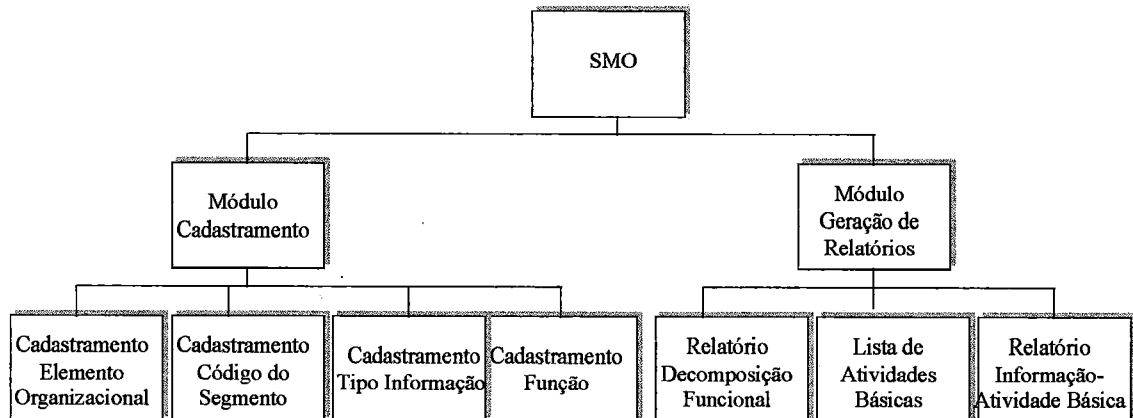 SMO
Módulo
Cadastramento
Módulo
Geração de
Relatórios
Cadastramento
Elemento
Organizacional
Cadastramento
Código do
Segmento
Cadastramento
Tipo Informação
Cadastramento
Função
Relatório
Decomposição
Funcional
Lista de
Atividades
Básicas
Relatório
Informação-
Atividade Básica